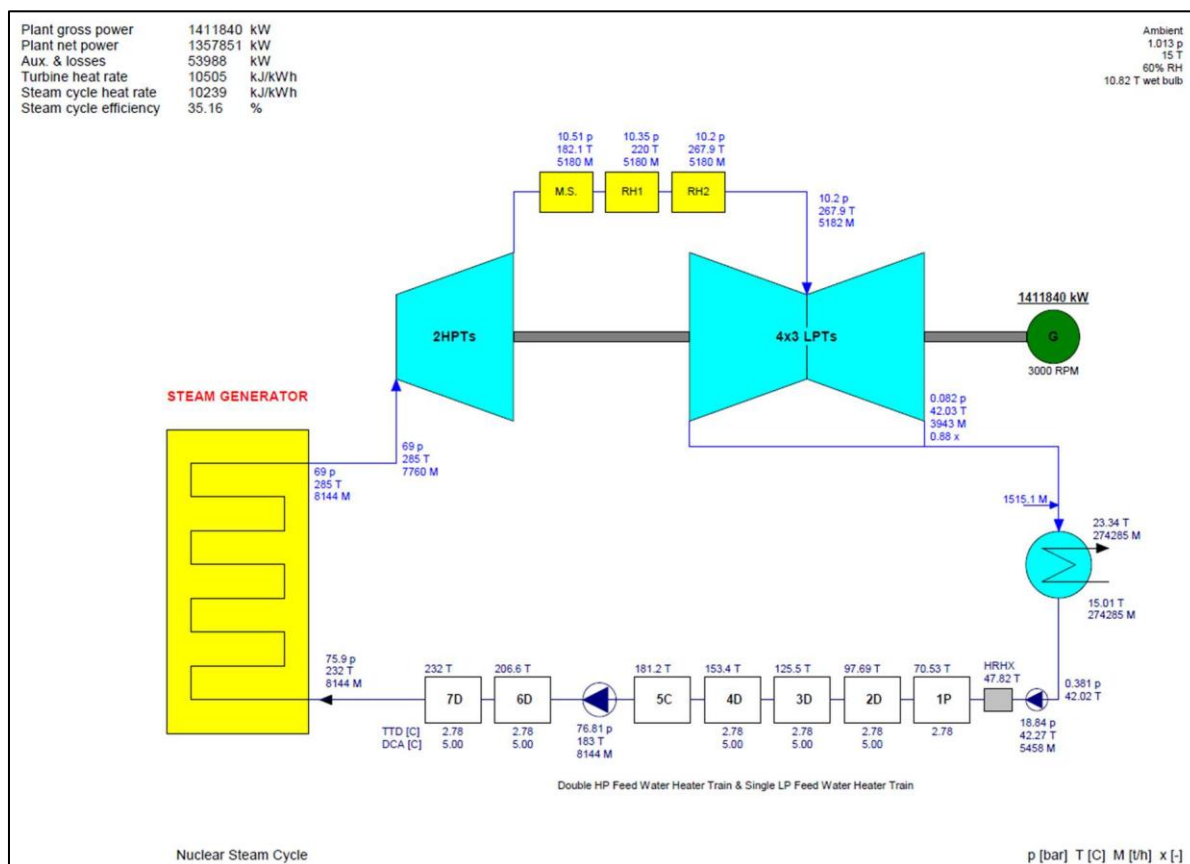 Plant gross power 1411840 kW
Plant net power 1357851 kW
Aux. & losses 53988 kW
Turbine heat rate 10505 kJ/kWh
Steam cycle heat rate 10239 kJ/kWh
Steam cycle efficiency 35.16 %
Ambient
1.013 p
15 T
60% RH
10.82 T wet bulb
10.51 p
182.1 T
5180 M
10.35 p
220 T
5180 M
10.2 p
267.9 T
5180 M
M.S.
RH1
RH2
10.2 p
267.9 T
5182 M
2HPTs
4x3 LPTs
1411840 kW
G
3000 RPM
STEAM GENERATOR
69 p
285 T
8144 M
69 p
285 T
7760 M
0.082 p
42.03 T
3943 M
0.88 x
1515.1 M
23.34 T
274285 M
15.01 T
274285 M
75.9 p
232 T
8144 M
232 T
206.6 T
181.2 T
153.4 T
125.5 T
97.69 T
70.53 T
HRHX
47.82 T
0.381 p
42.02 T
7D
6D
5C
4D
3D
2D
1P
TTD [C]
DCA [C]
2.78
5.00
2.78
5.00
76.81 p
183 T
8144 M
2.78
5.00
2.78
5.00
2.78
5.00
2.78
18.84 p
42.27 T
5458 M
Double HP Feed Water Heater Train & Single LP Feed Water Heater Train
Nuclear Steam Cycle
p [bar] T [C] M [t/h] x [-]